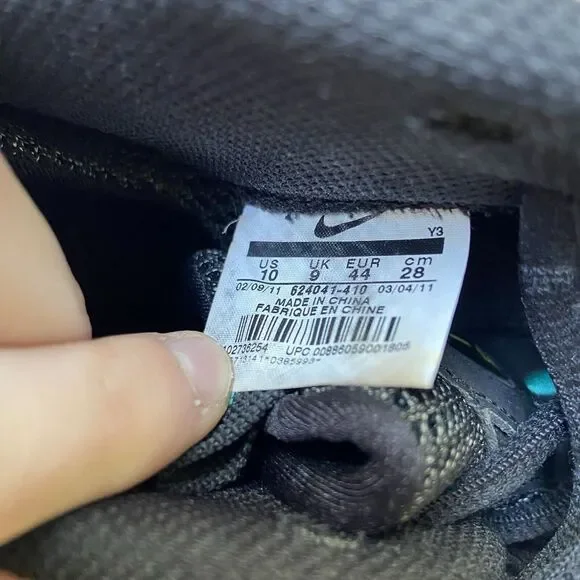 Y3
US UK EUR cm
10 9 44 28
02/09/11 624041-410 03/04/11
MADE IN CHINA
FABRIQUE EN CHINE
UPC